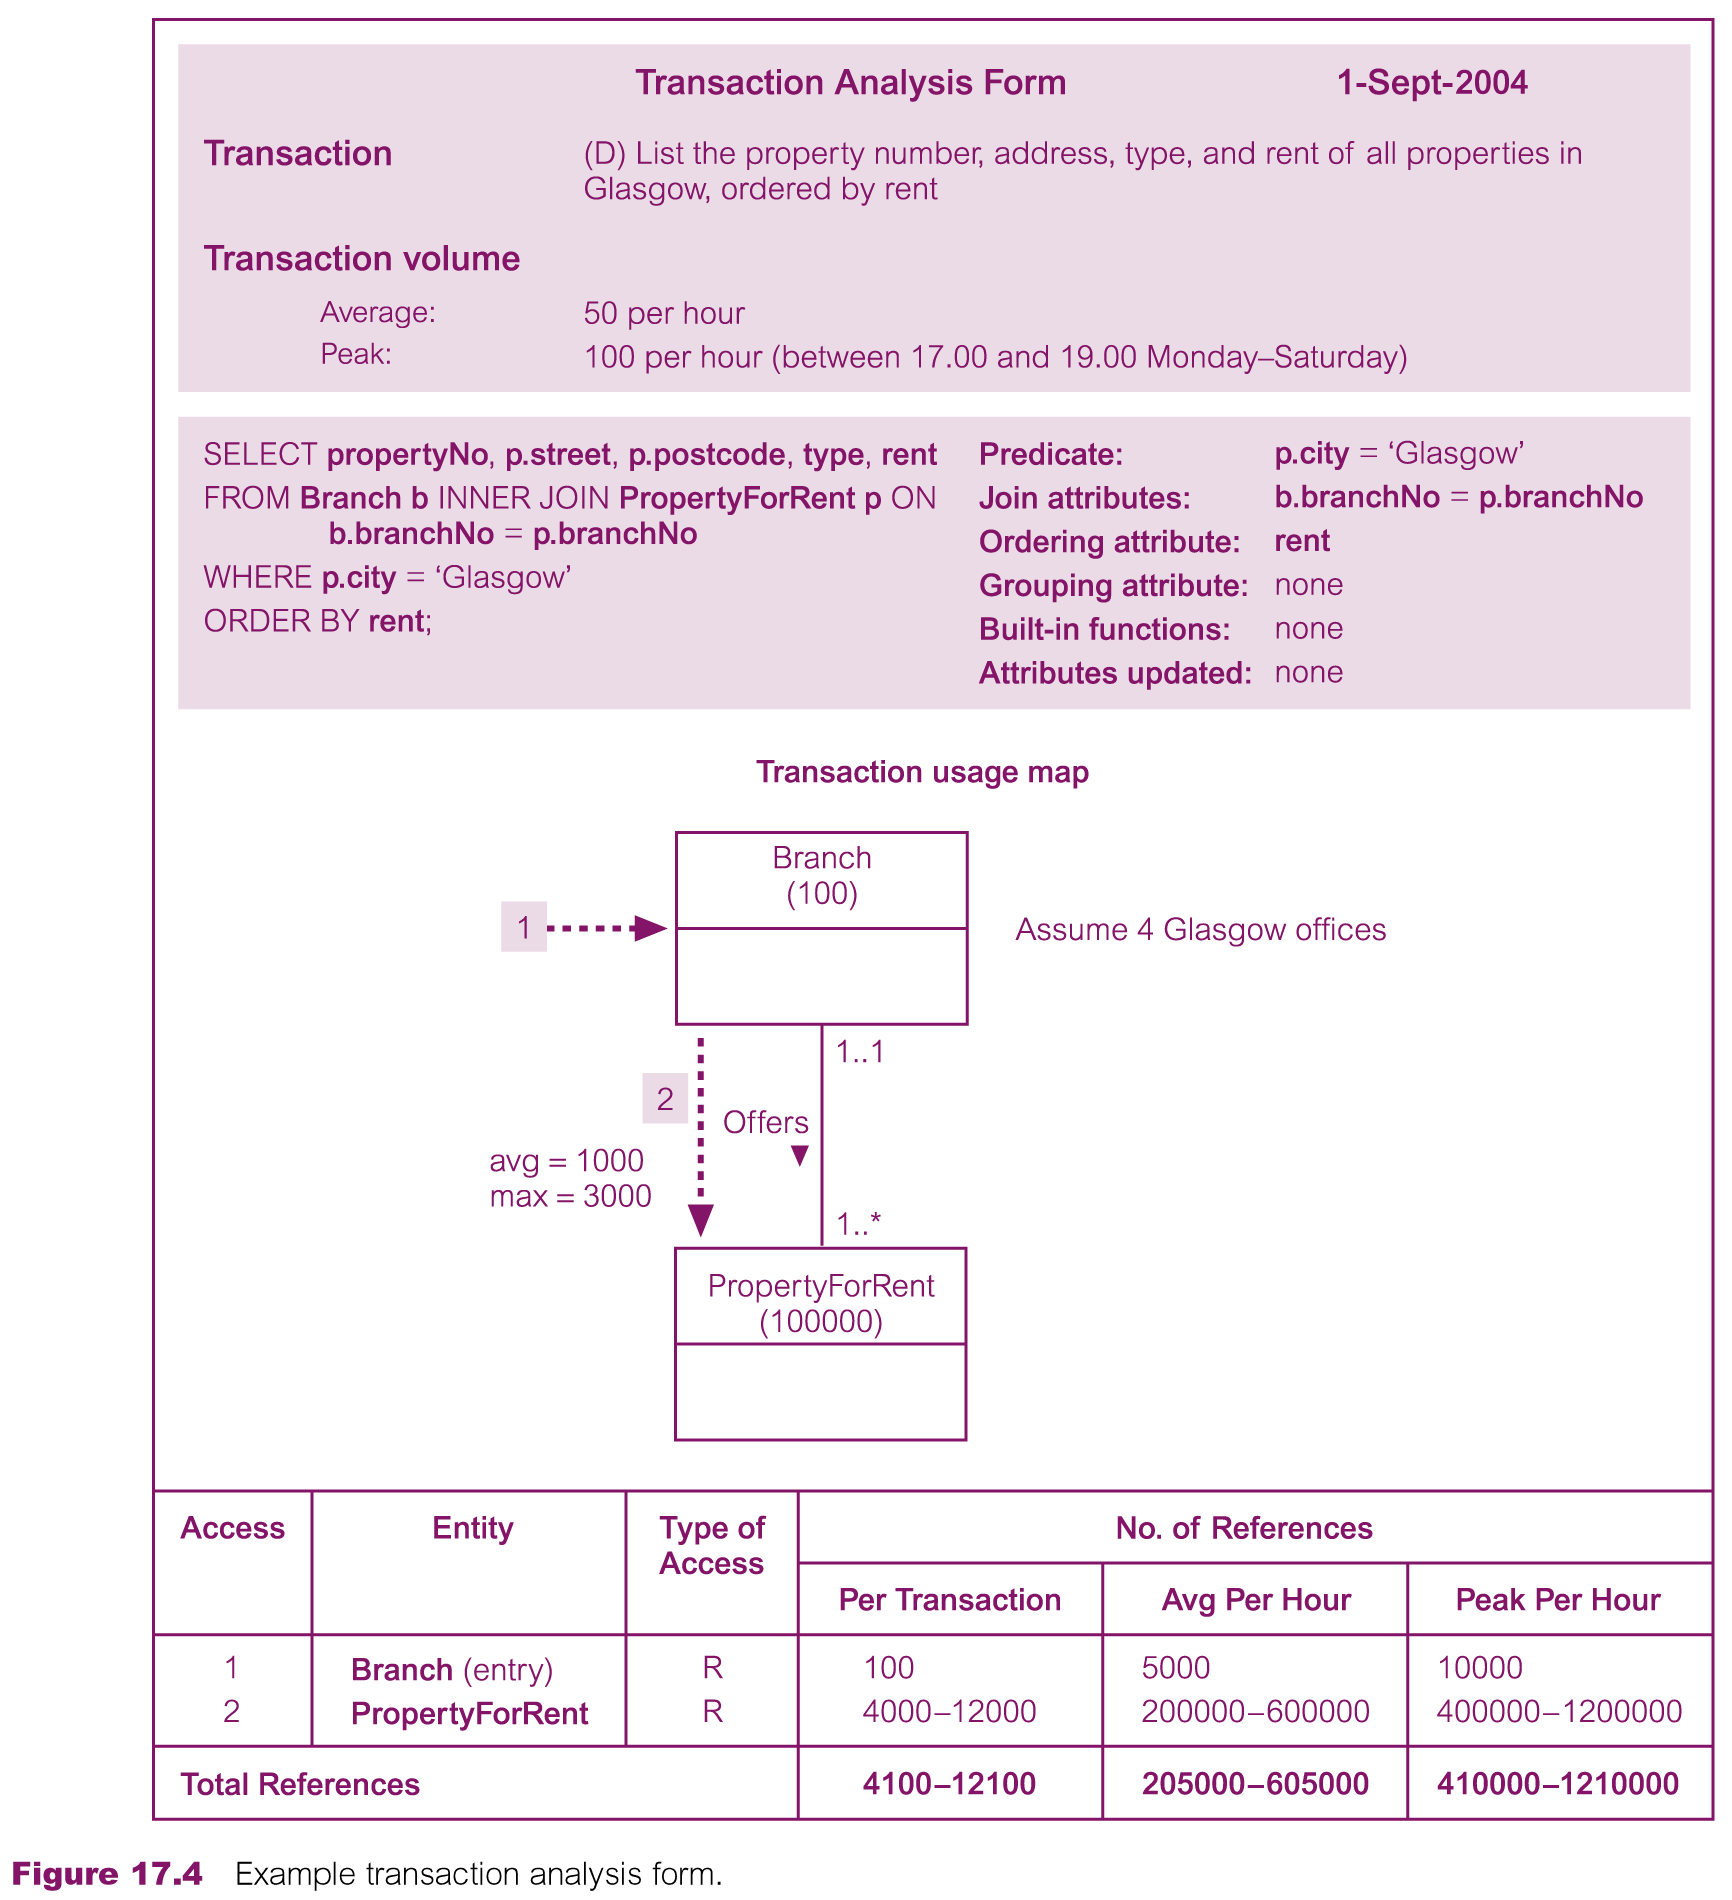 Transaction Analysis Form 1-Sept-2004
Transaction (D) List the property number, address, type, and rent of all properties in
Glasgow, ordered by rent
Transaction volume
Average: 50 per hour
Peak: 100 per hour (between 17.00 and 19.00 Monday–Saturday)
SELECT propertyNo, p.street, p.postcode, type, rent
FROM Branch b INNER JOIN PropertyForRent p ON
b.branchNo = p.branchNo
WHERE p.city = ‘Glasgow’
ORDER BY rent;
Predicate: p.city = ‘Glasgow’
Join attributes: b.branchNo = p.branchNo
Ordering attribute: rent
Grouping attribute: none
Built-in functions: none
Attributes updated: none
Transaction usage map
Branch
(100)
1
Assume 4 Glasgow offices
1..1
2
Offers
avg = 1000
max = 3000
1..*
PropertyForRent
(100000)
Access Entity Type of
Access No. of References
Per Transaction Avg Per Hour Peak Per Hour
1 Branch (entry) R 100 5000 10000
2 PropertyForRent R 4000–12000 200000–600000 400000–1200000
Total References 4100–12100 205000–605000 410000–1210000
Figure 17.4 Example transaction analysis form.